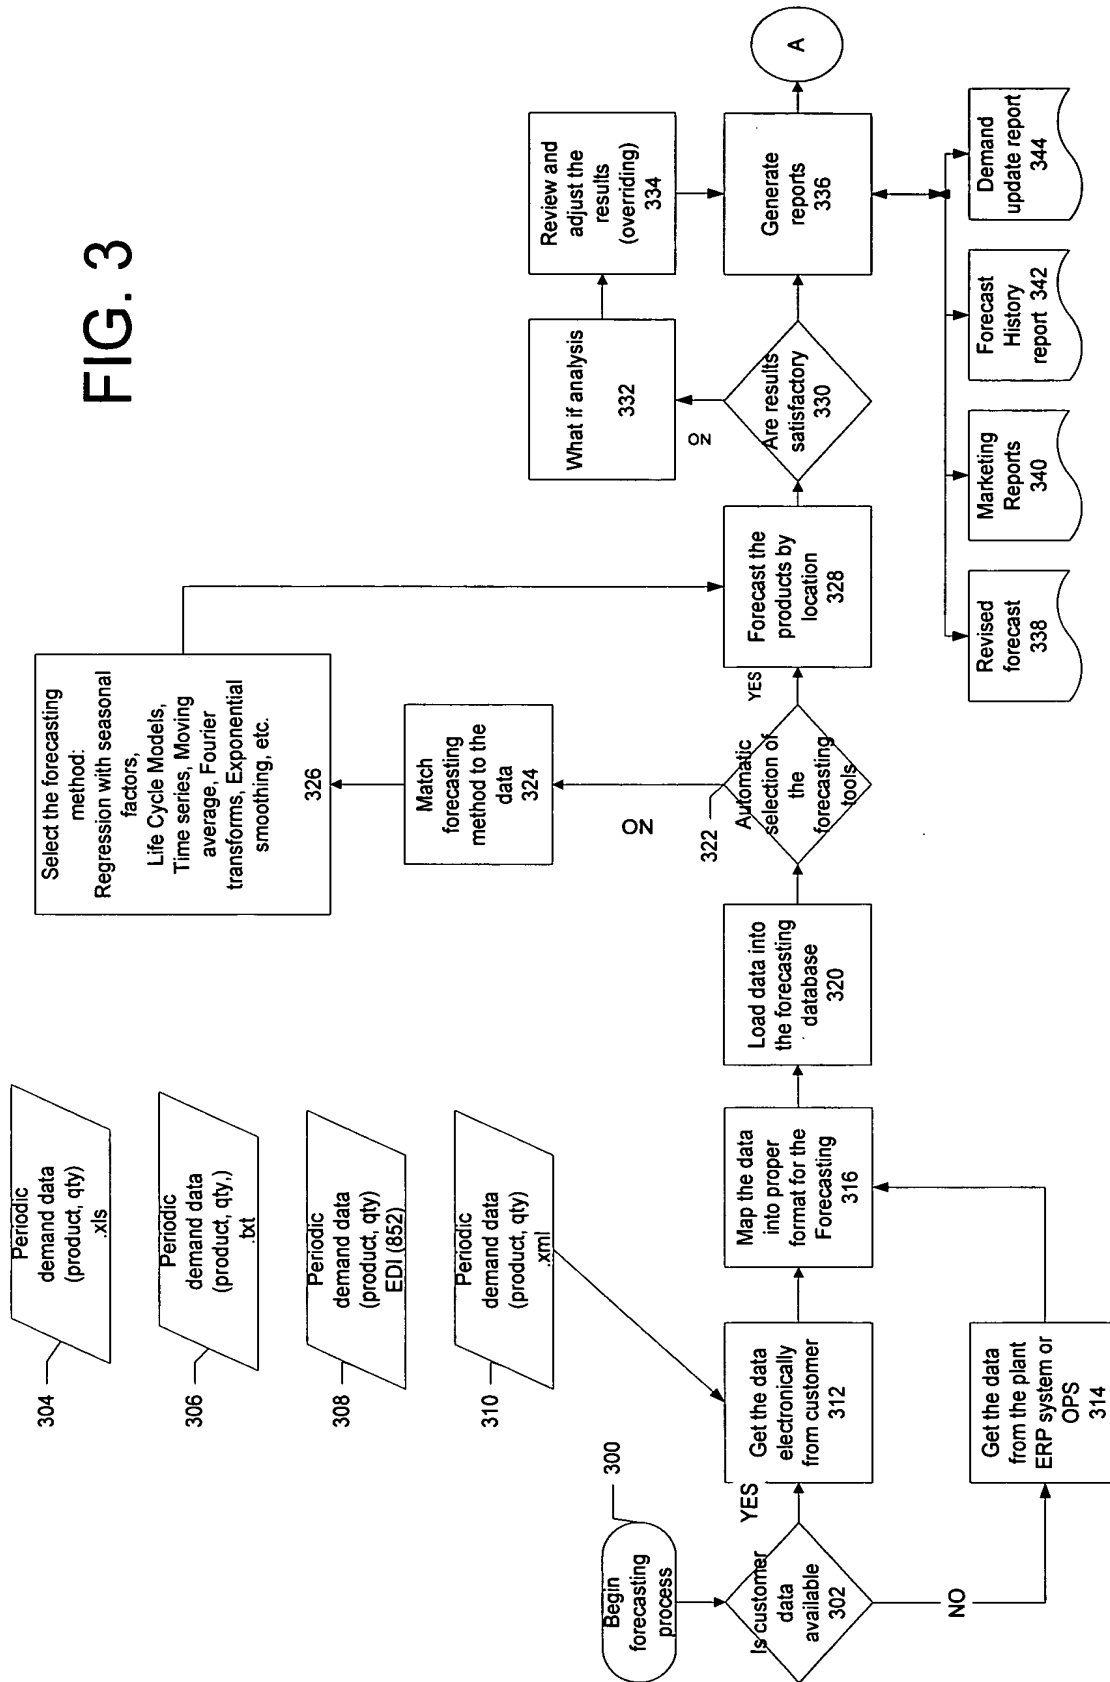 FIG. 3
304
Periodic
demand data
(product, qty)
.xls
306
Periodic
demand data
(product, qty,)
.txt
308
Periodic
demand data
(product, qty)
EDI (852)
310
Periodic
demand data
(product, qty)
.xml
300
Begin
forecasting
process
Is customer
data
available
302
YES
NO
Get the data
electronically
from customer
312
Get the data
from the plant
ERP system or
OPS
314
Map the data
into proper
format for the
Forecasting
316
Load data into
the forecasting
database
320
322
Automatic
selection of
the
forecasting
tools
ON
YES
Match
forecasting
method to the
data
324
Select the forecasting
method:
Regression with seasonal
factors,
Life Cycle Models,
Time series, Moving
average, Fourier
transforms, Exponential
smoothing, etc.
326
Forecast the
products by
location
328
Are results
satisfactory
330
ON
What if analysis
332
Review and
adjust the
results
(overriding)
334
Generate
reports
336
A
Revised
forecast
338
Marketing
Reports
340
Forecast
History
report 342
Demand
update report
344